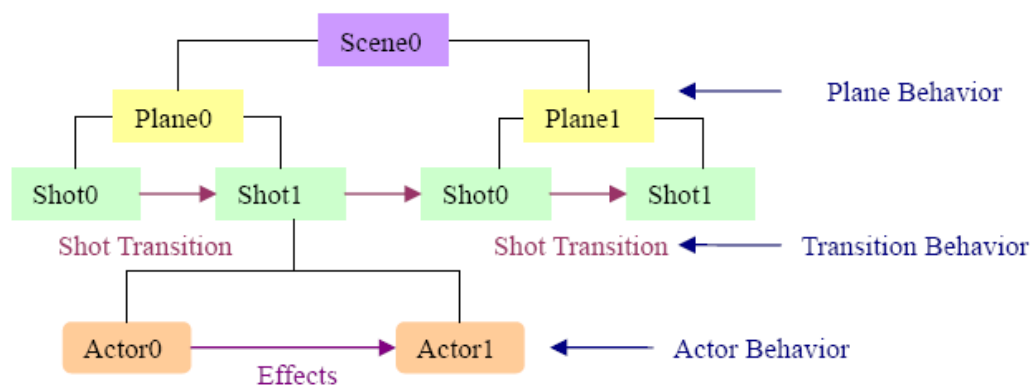 Scene0
Plane Behavior
Plane0
Plane1
Shot0
Shot1
Shot0
Shot1
Shot Transition
Shot Transition
Transition Behavior
Actor0
Actor1
Actor Behavior
Effects